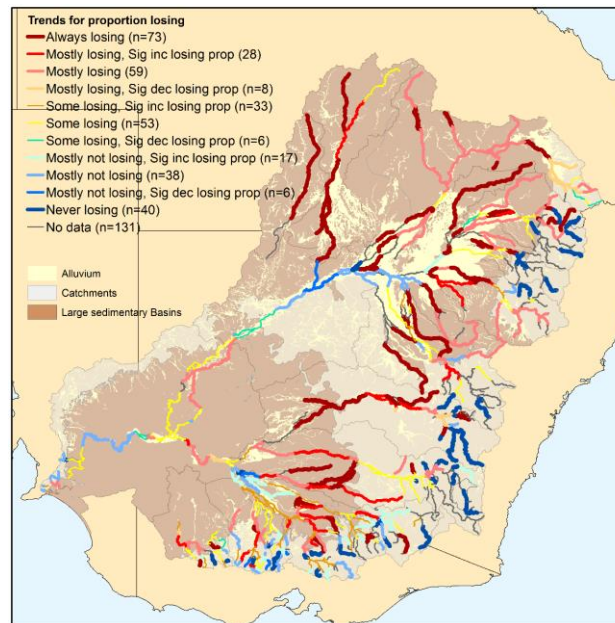 Trends for proportion losing
Always losing (n=73)
Mostly losing, Sig inc losing prop (28)
Mostly losing (59)
Mostly losing, Sig dec losing prop (n=8)
Some losing, Sig inc losing prop (n=33)
Some losing (n=53)
Some losing, Sig dec losing prop (n=6)
Mostly not losing, Sig inc losing prop (n=17)
Mostly not losing (n=38)
Mostly not losing, Sig dec losing prop (n=6)
Never losing (n=40)
No data (n=131)
Alluvium
Catchments
Large sedimentary Basins